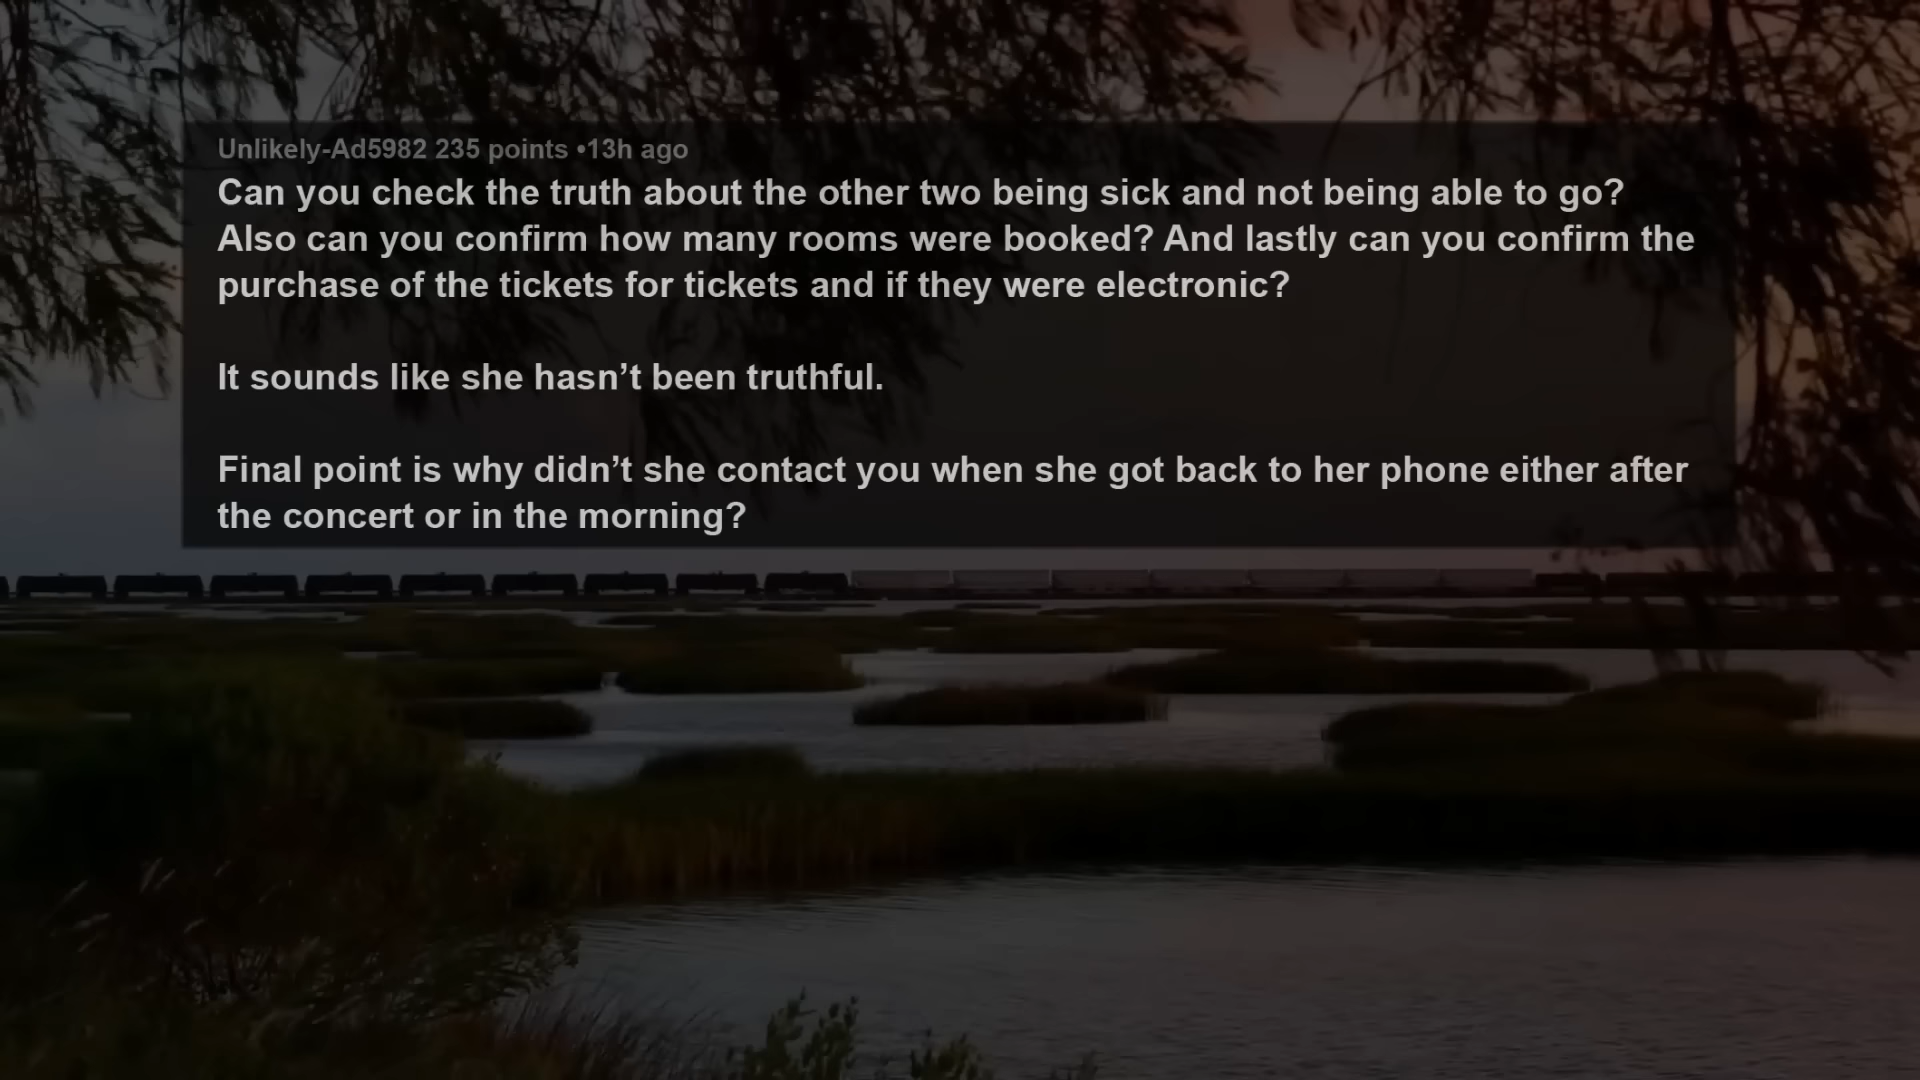 Unlikely-Ad5982 235 points •13h ago
Can you check the truth about the other two being sick and not being able to go?
Also can you confirm how many rooms were booked? And lastly can you confirm the
purchase of the tickets for tickets and if they were electronic?
It sounds like she hasn’t been truthful.
Final point is why didn’t she contact you when she got back to her phone either after
the concert or in the morning?